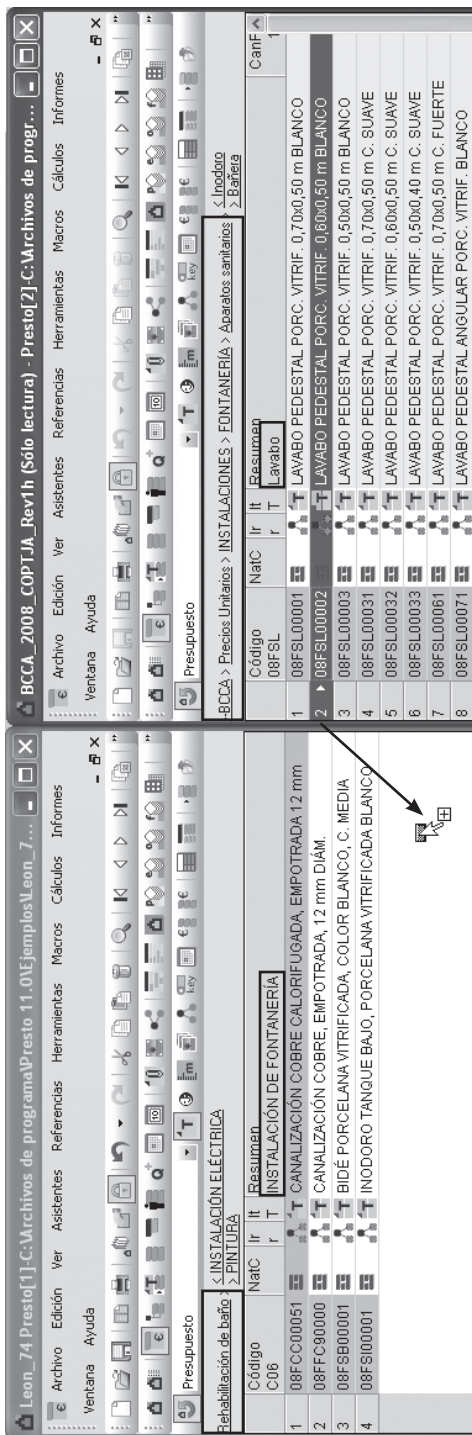 Leon_74 Presto[1]-C:\Archivos de programa\Presto 11.0\Ejemplos\Leon_7...
Archivo Edición Ver Asistentes Referencias Herramientas Macros Cálculos Informes
Ventana Ayuda
Presupuesto
Rehabilitación de baño >
< INSTALACIÓN ELÉCTRICA
> PINTURA
Código NatC Ir It Resumen
C06 r T INSTALACIÓN DE FONTANERÍA
1 08FCC00051 T CANALIZACIÓN COBRE CALORIFUGADA, EMPOTRADA 12 mm
2 08FFC90000 T CANALIZACIÓN COBRE, EMPOTRADA, 12 mm DIÁM.
3 08FSB00001 T BIDÉ PORCELANA VITRIFICADA, COLOR BLANCO, C. MEDIA
4 08FSI00001 T INODORO TANQUE BAJO, PORCELANA VITRIFICADA BLANCO
BCCA_2008_COPTJA_Rev1h (Sólo lectura) - Presto[2]-C:\Archivos de progr...
Archivo Edición Ver Asistentes Referencias Herramientas Macros Cálculos Informes
Ventana Ayuda
Presupuesto
-BCCA > Precios Unitarios > INSTALACIONES > FONTANERÍA > Aparatos sanitarios >
< Inodoro
> Bañera
Código NatC Ir It Resumen CanF
08FSL r T Lavabo 1
1 08FSL00001 T LAVABO PEDESTAL PORC. VITRIF. 0,70x0,50 m BLANCO
2 08FSL00002 T LAVABO PEDESTAL PORC. VITRIF. 0,60x0,50 m BLANCO
3 08FSL00003 T LAVABO PEDESTAL PORC. VITRIF. 0,50x0,50 m BLANCO
4 08FSL00031 T LAVABO PEDESTAL PORC. VITRIF. 0,70x0,50 m C. SUAVE
5 08FSL00032 T LAVABO PEDESTAL PORC. VITRIF. 0,60x0,50 m C. SUAVE
6 08FSL00033 T LAVABO PEDESTAL PORC. VITRIF. 0,50x0,40 m C. SUAVE
7 08FSL00061 T LAVABO PEDESTAL PORC. VITRIF. 0,70x0,50 m C. FUERTE
8 08FSL00071 T LAVABO ANGULAR PORC. VITRIF. BLANCO